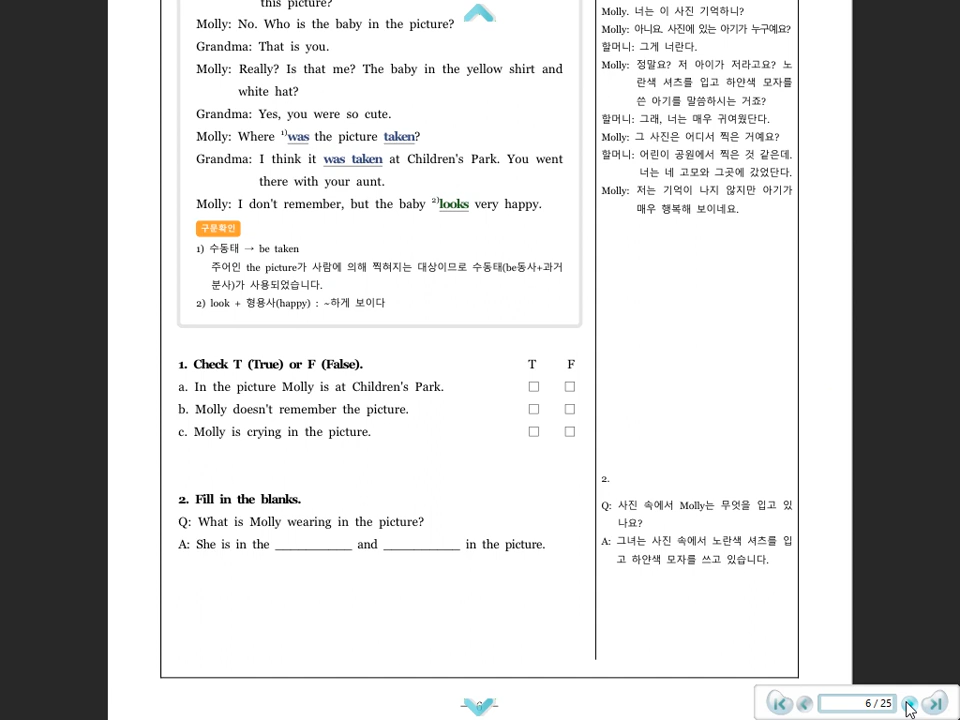 this picture?
Molly: No. Who is the baby in the picture?
Grandma: That is you.
Molly: Really? Is that me? The baby in the yellow shirt and
white hat?
Grandma: Yes, you were so cute.
Molly: Where 1)was the picture taken?
Grandma: I think it was taken at Children's Park. You went
there with your aunt.
Molly: I don't remember, but the baby 2)looks very happy.
구문확인
1) 수동태 → be taken
주어인 the picture가 사람에 의해 찍혀지는 대상이므로 수동태(be동사+과거
분사)가 사용되었습니다.
2) look + 형용사(happy) : ~하게 보이다
1. Check T (True) or F (False). T F
a. In the picture Molly is at Children's Park. □ □
b. Molly doesn't remember the picture. □ □
c. Molly is crying in the picture. □ □
2. Fill in the blanks.
Q: What is Molly wearing in the picture?
A: She is in the ___________ and ___________ in the picture.
Molly. 너는 이 사진 기억하니?
Molly: 아니요. 사진에 있는 아기가 누구예요?
할머니: 그게 너란다.
Molly: 정말요? 저 아이가 저라고요? 노
란색 셔츠를 입고 하얀색 모자를
쓴 아기를 말씀하시는 거죠?
할머니: 그래, 너는 매우 귀여웠단다.
Molly: 그 사진은 어디서 찍은 거예요?
할머니: 어린이 공원에서 찍은 것 같은데.
너는 네 고모와 그곳에 갔었단다.
Molly: 저는 기억이 나지 않지만 아기가
매우 행복해 보이네요.
2.
Q: 사진 속에서 Molly는 무엇을 입고 있
나요?
A: 그녀는 사진 속에서 노란색 셔츠를 입
고 하얀색 모자를 쓰고 있습니다.
- 6 -
6 / 25